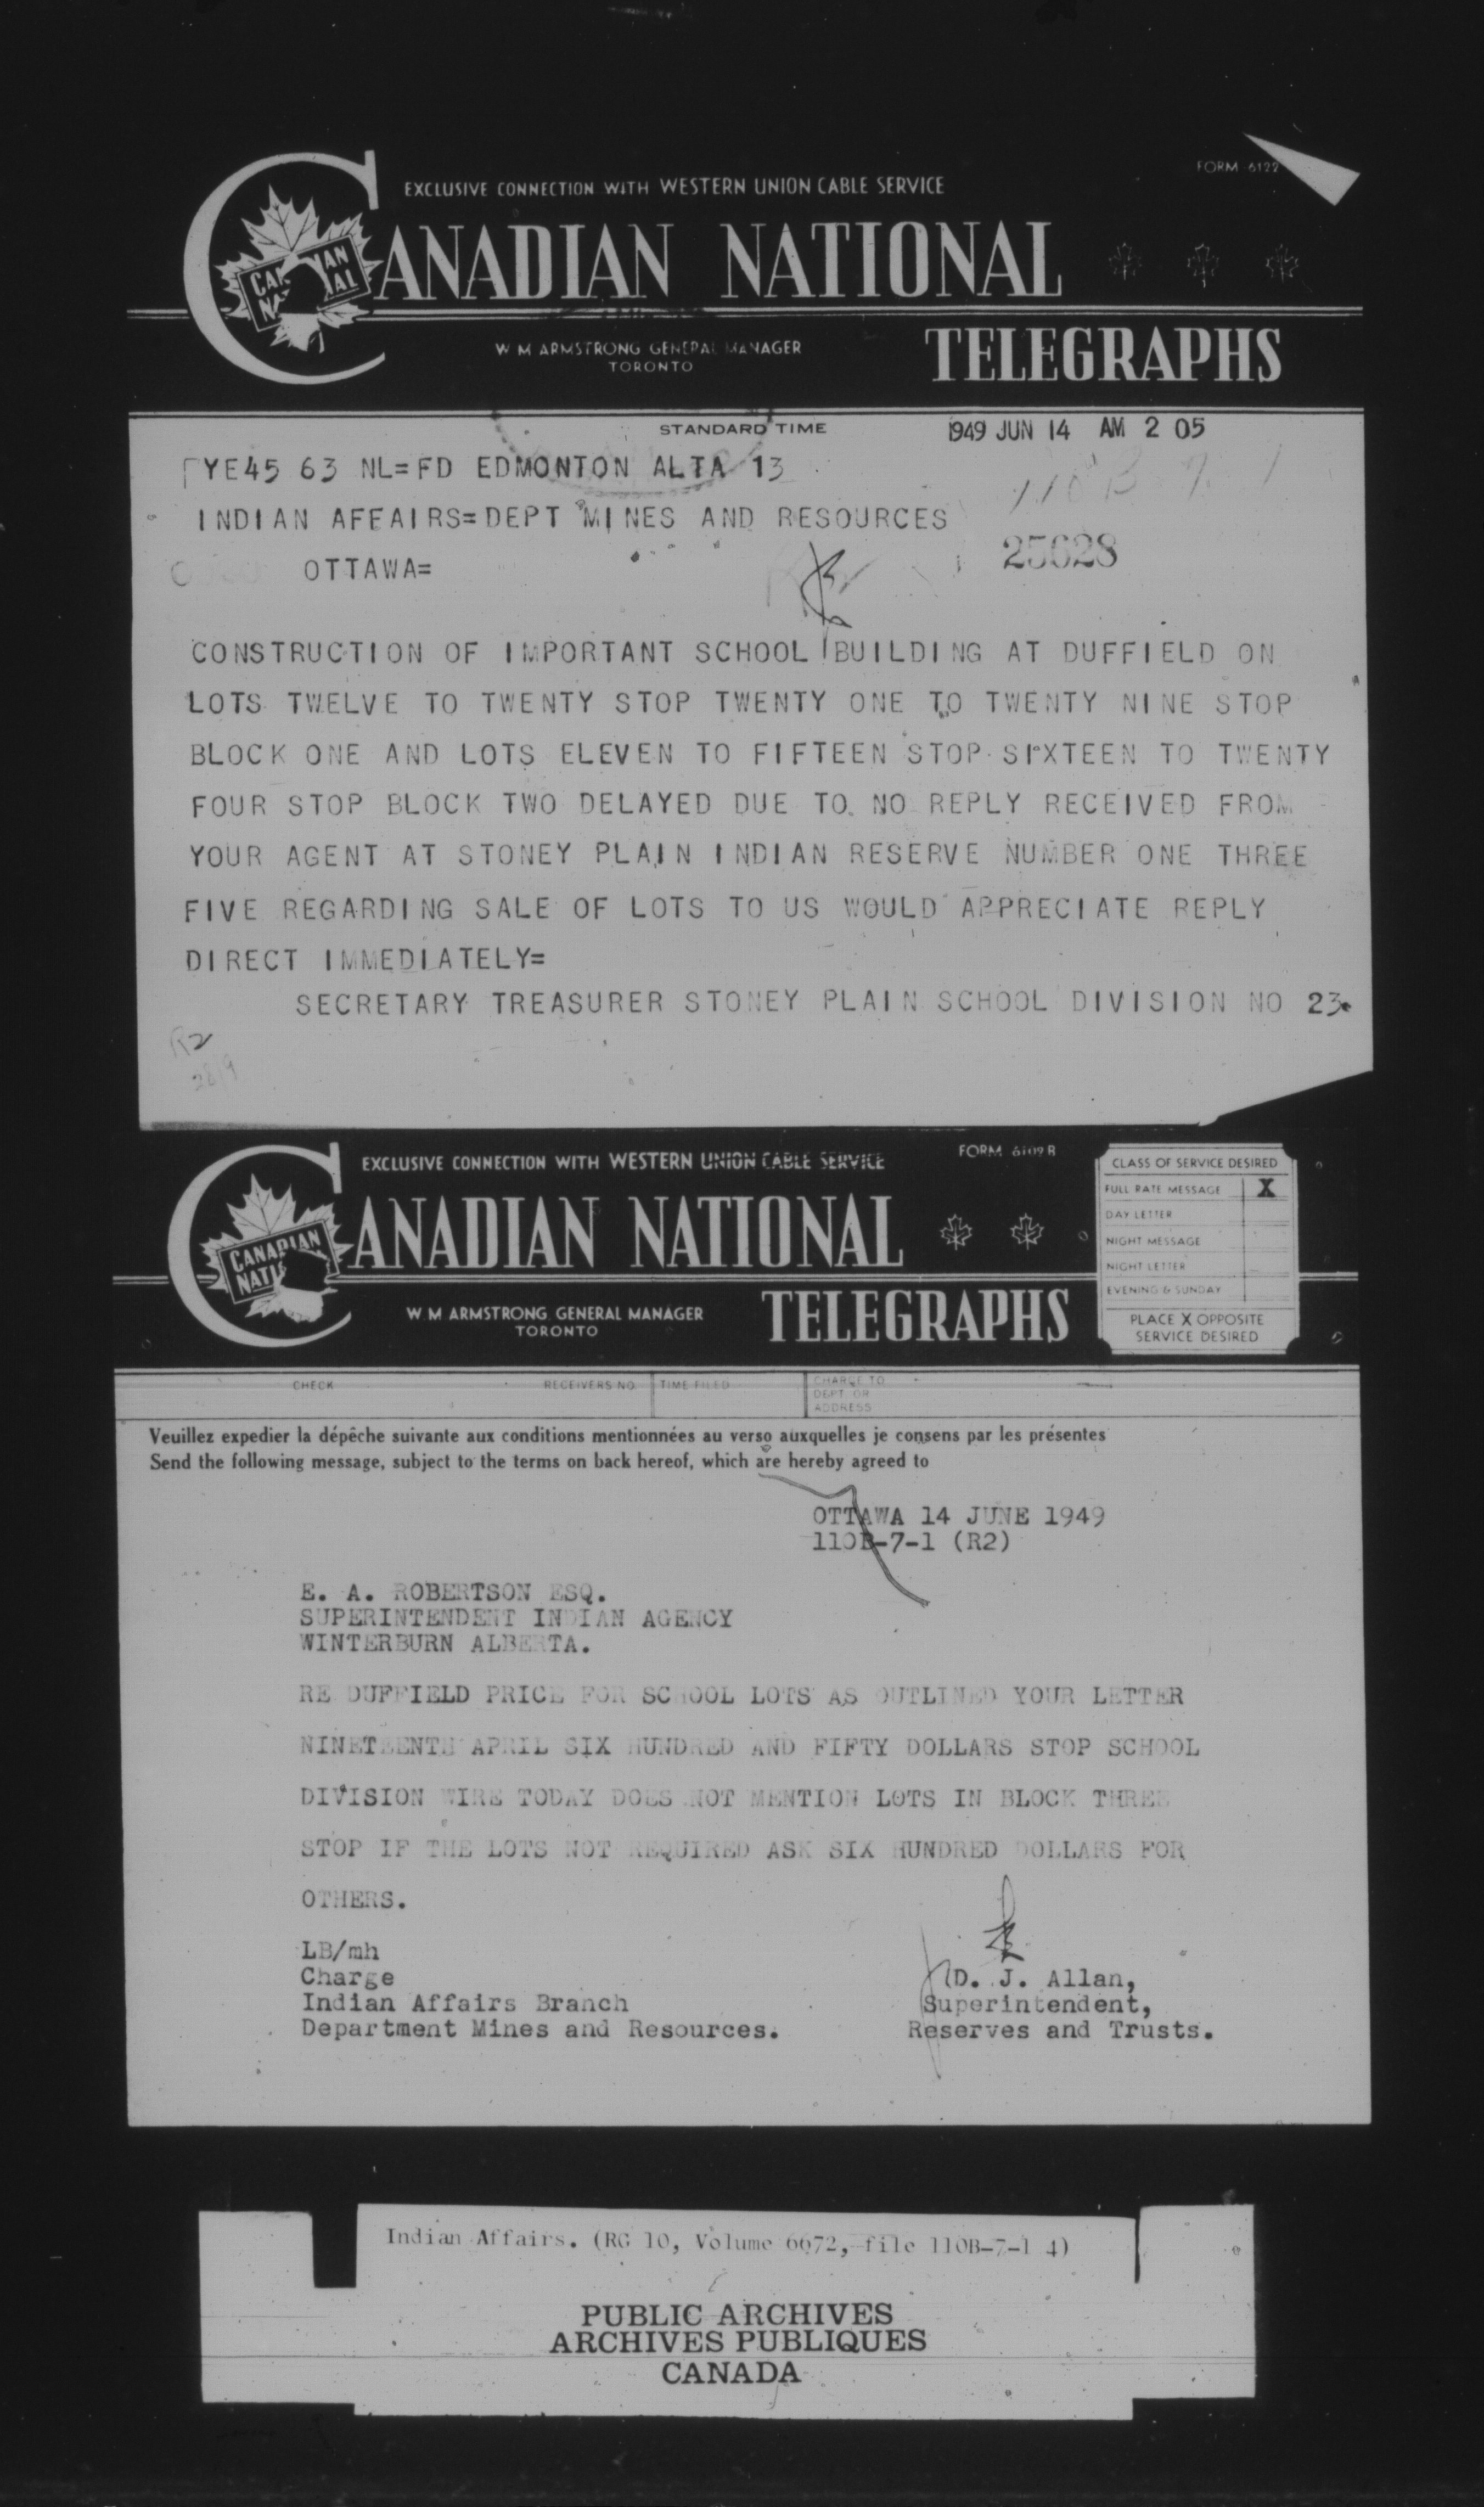 FORM 6122
EXCLUSIVE CONNECTION WITH WESTERN UNION CABLE SERVICE
CANADIAN NATIONAL
TELEGRAPHS
W M ARMSTRONG GENERAL MANAGER
TORONTO
STANDARD TIME
1949 JUN 14 AM 2 05
YE45 63 NL=FD EDMONTON ALTA 13
110B 7 1
INDIAN AFFAIRS=DEPT MINES AND RESOURCES
25628
OTTAWA=
CONSTRUCTION OF IMPORTANT SCHOOL BUILDING AT DUFFIELD ON
LOTS TWELVE TO TWENTY STOP TWENTY ONE TO TWENTY NINE STOP
BLOCK ONE AND LOTS ELEVEN TO FIFTEEN STOP SIXTEEN TO TWENTY
FOUR STOP BLOCK TWO DELAYED DUE TO NO REPLY RECEIVED FROM
YOUR AGENT AT STONEY PLAIN INDIAN RESERVE NUMBER ONE THREE
FIVE REGARDING SALE OF LOTS TO US WOULD APPRECIATE REPLY
DIRECT IMMEDIATELY=
SECRETARY TREASURER STONEY PLAIN SCHOOL DIVISION NO 23.
R2
EXCLUSIVE CONNECTION WITH WESTERN UNION CABLE SERVICE
FORM 6109 B
CANADIAN NATIONAL
TELEGRAPHS
W M ARMSTRONG GENERAL MANAGER
TORONTO
CLASS OF SERVICE DESIRED
FULL RATE MESSAGE X
DAY LETTER
NIGHT MESSAGE
NIGHT LETTER
EVENING & SUNDAY
PLACE X OPPOSITE
SERVICE DESIRED
CHECK
RECEIVERS NO.
TIME FILED
CHARGE TO
DEPT. OR
ADDRESS
Veuillez expedier la dépêche suivante aux conditions mentionnées au verso auxquelles je consens par les présentes
Send the following message, subject to the terms on back hereof, which are hereby agreed to
OTTAWA 14 JUNE 1949
110B-7-1 (R2)
E. A. ROBERTSON ESQ.
SUPERINTENDENT INDIAN AGENCY
WINTERBURN ALBERTA.
RE DUFFIELD PRICE FOR SCHOOL LOTS AS OUTLINED YOUR LETTER
NINETEENTH APRIL SIX HUNDRED AND FIFTY DOLLARS STOP SCHOOL
DIVISION WIRE TODAY DOES NOT MENTION LOTS IN BLOCK THREE
STOP IF THE LOTS NOT REQUIRED ASK SIX HUNDRED DOLLARS FOR
OTHERS.
LB/mh
Charge
Indian Affairs Branch
Department Mines and Resources.
D. J. Allan,
Superintendent,
Reserves and Trusts.
Indian Affairs. (RG 10, Volume 6672, file 110B-7-1 4)
PUBLIC ARCHIVES
ARCHIVES PUBLIQUES
CANADA